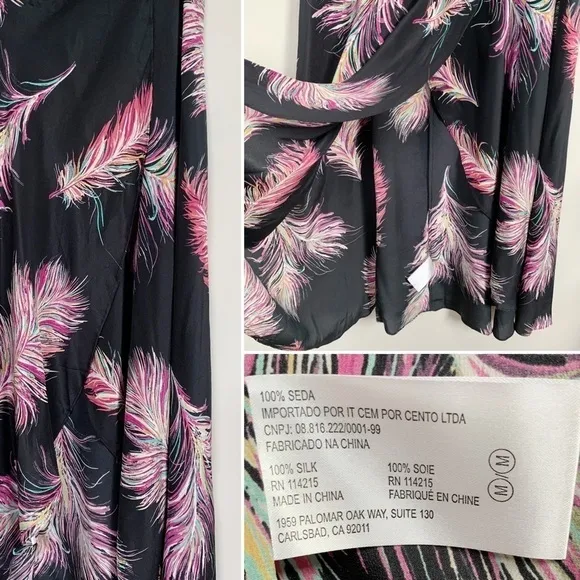 100% SEDA
IMPORTADO POR IT CEM POR CENTO LTDA
CNPJ: 08.816.222/0001-99
FABRICADO NA CHINA
100% SILK
RN 114215
MADE IN CHINA
100% SOIE
RN 114215
FABRIQUÉ EN CHINE
M
M
1959 PALOMAR OAK WAY, SUITE 130
CARLSBAD, CA 92011